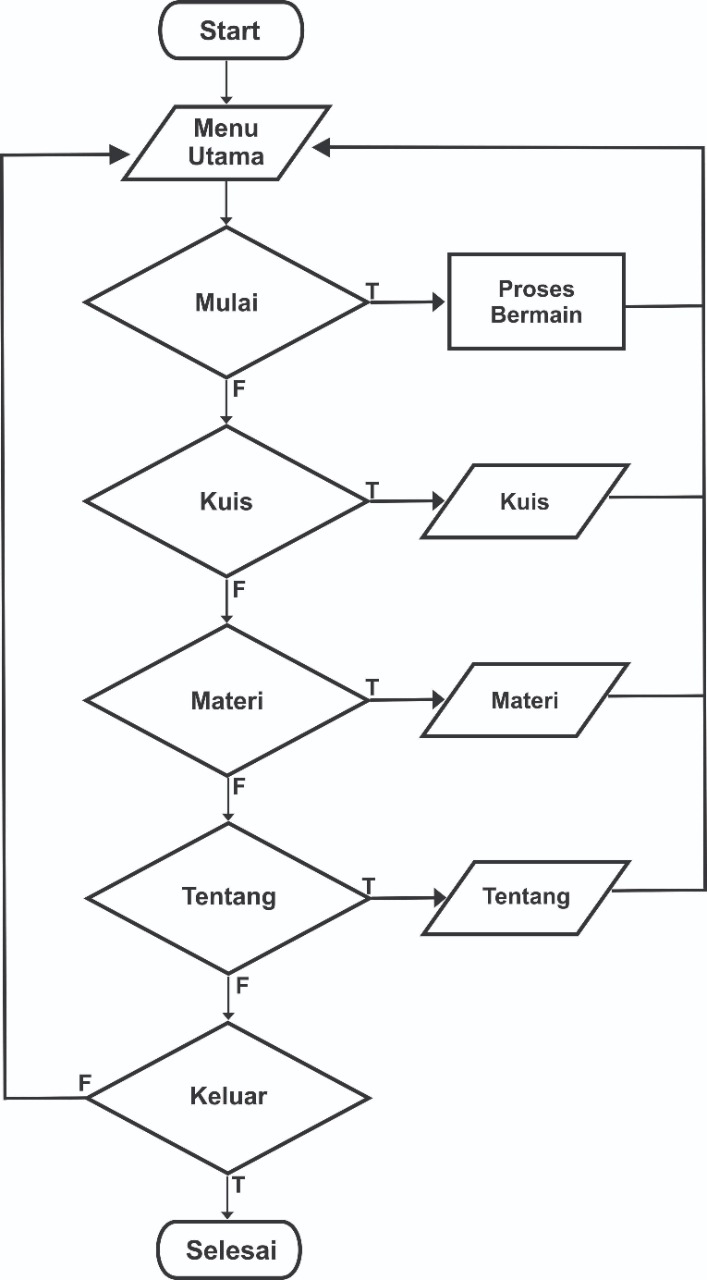 Start
Menu
Utama
Mulai
T
Proses
Bermain
F
Kuis
T
Kuis
F
Materi
T
Materi
F
Tentang
T
Tentang
F
Keluar
F
T
Selesai